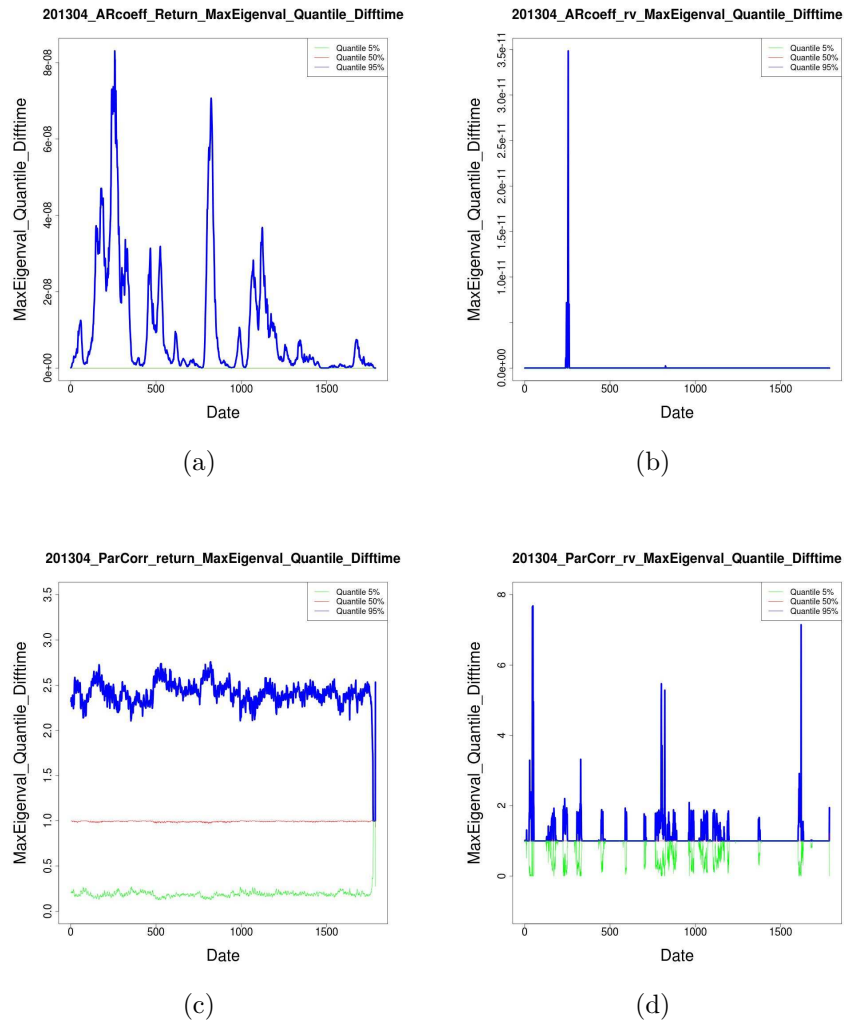 201304_ARcoeff_Return_MaxEigenval_Quantile_Difftime
MaxEigenval_Quantile_Difftime
8e-08
6e-08
4e-08
2e-08
0e+00
Quantile 5%
Quantile 50%
Quantile 95%
0 500 1000 1500
Date
(a)
201304_ARcoeff_rv_MaxEigenval_Quantile_Difftime
MaxEigenval_Quantile_Difftime
3.5e-11
3.0e-11
2.5e-11
2.0e-11
1.5e-11
1.0e-11
0.0e+00
Quantile 5%
Quantile 50%
Quantile 95%
0 500 1000 1500
Date
(b)
201304_ParCorr_return_MaxEigenval_Quantile_Difftime
MaxEigenval_Quantile_Difftime
3.5
3.0
2.5
2.0
1.5
1.0
0.5
0.0
Quantile 5%
Quantile 50%
Quantile 95%
0 500 1000 1500
Date
(c)
201304_ParCorr_rv_MaxEigenval_Quantile_Difftime
MaxEigenval_Quantile_Difftime
8
6
4
2
0
Quantile 5%
Quantile 50%
Quantile 95%
0 500 1000 1500
Date
(d)